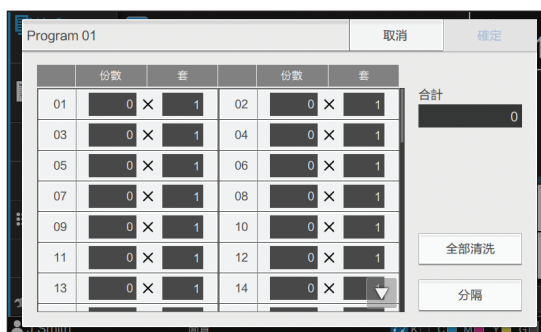 Program 01 取消 確定
份數 套 份數 套
合計
0
01 0 × 1 02 0 × 1
03 0 × 1 04 0 × 1
05 0 × 1 06 0 × 1
07 0 × 1 08 0 × 1
09 0 × 1 10 0 × 1
11 0 × 1 12 0 × 1
全部清洗
13 0 × 1 14 0 × 1
分隔
J.Smith